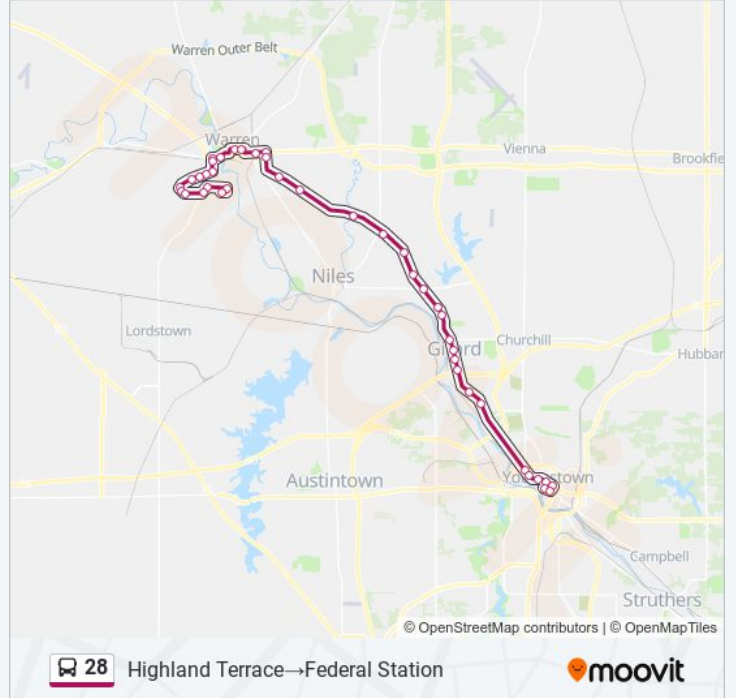 Warren Outer Belt
Warren
Vienna
Brookfie
Niles
Lordstown
Girard
Churchill
Hubbar
Austintown
Youngstown
Campbell
Struthers
© OpenStreetMap contributors | © OpenMapTiles
28 Highland Terrace→Federal Station
moovit